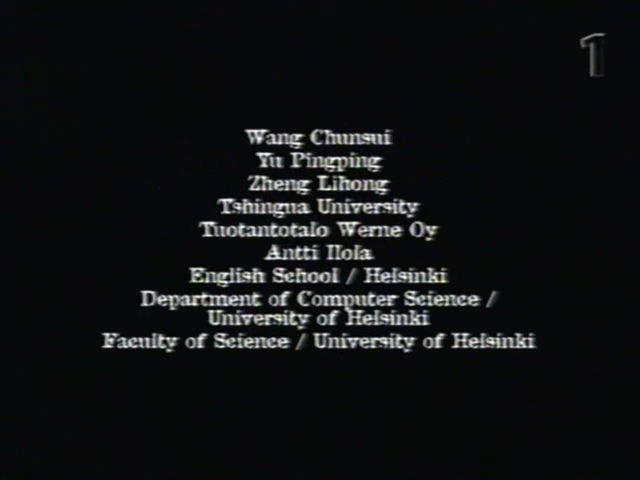 1
Wang Chunsui
Yu Pingping
Zheng Lihong
Tshingua University
Tuotantotalo Werne Oy
Antti Ilola
English School / Helsinki
Department of Computer Science /
University of Helsinki
Faculty of Science / University of Helsinki